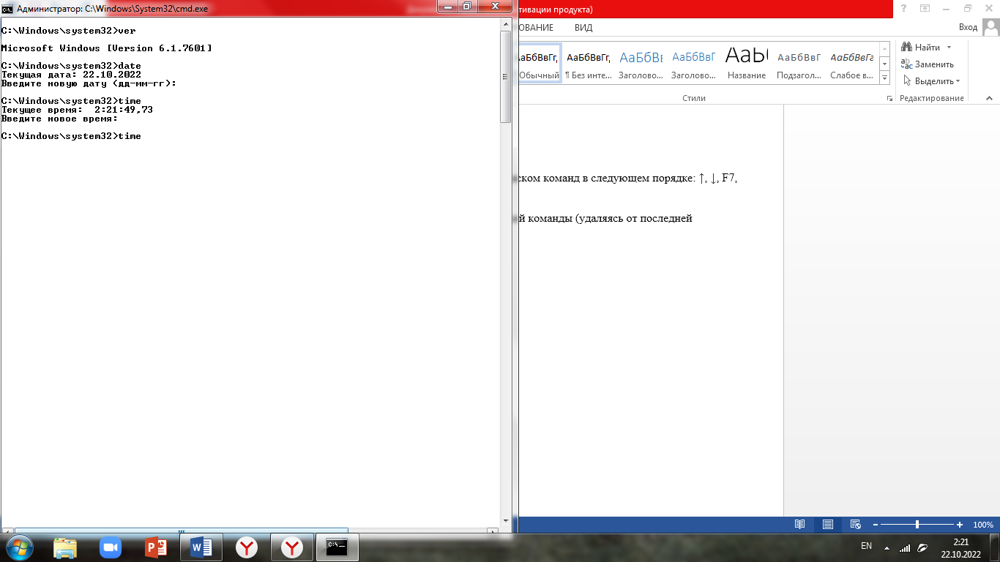 Администратор: C:\Windows\System32\cmd.exe
C:\Windows\system32>ver
Microsoft Windows [Version 6.1.7601]
C:\Windows\system32>date
Текущая дата: 22.10.2022
Введите новую дату (дд-мм-гг):
C:\Windows\system32>time
Текущее время:  2:21:49,73
Введите новое время:
C:\Windows\system32>time
тивации продукта)
ОВАНИЕ ВИД
Вход
АаБбВвГг, АаБбВвГг, АаБбВı АаБбВвГ АаБ АаБбВвГ АаБбВвГг
Обычный ¶ Без инте... Заголово... Заголово... Название Подзагол... Слабое в...
Стили
Найти
Заменить
Выделить
Редактирование
ском команд в следующем порядке: ↑, ↓, F7,
й команды (удаляясь от последней
100%
EN
2:21
22.10.2022